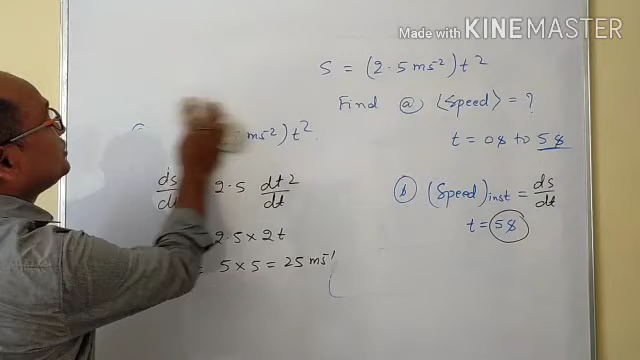 Made with KINEMASTER
S = (2.5 ms⁻²) t²
Find ⓐ ⟨Speed⟩ = ?
t = 0s to 5s
ms⁻²) t²
ds/dt 2.5 dt²/dt
2.5 × 2t
= 5 × 5 = 25 ms⁻¹
ⓑ (Speed)inst = ds/dt
t = 5s